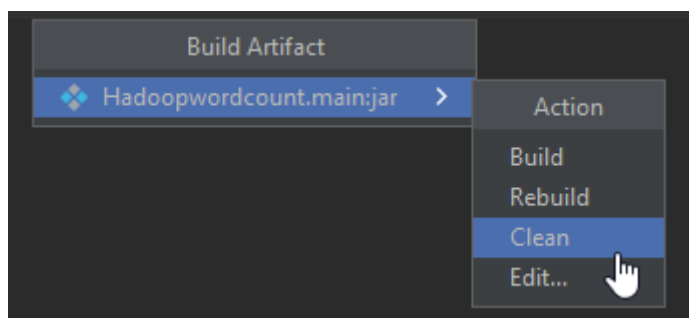 Build Artifact
Hadoopwordcount.main:jar
Action
Build
Rebuild
Clean
Edit...